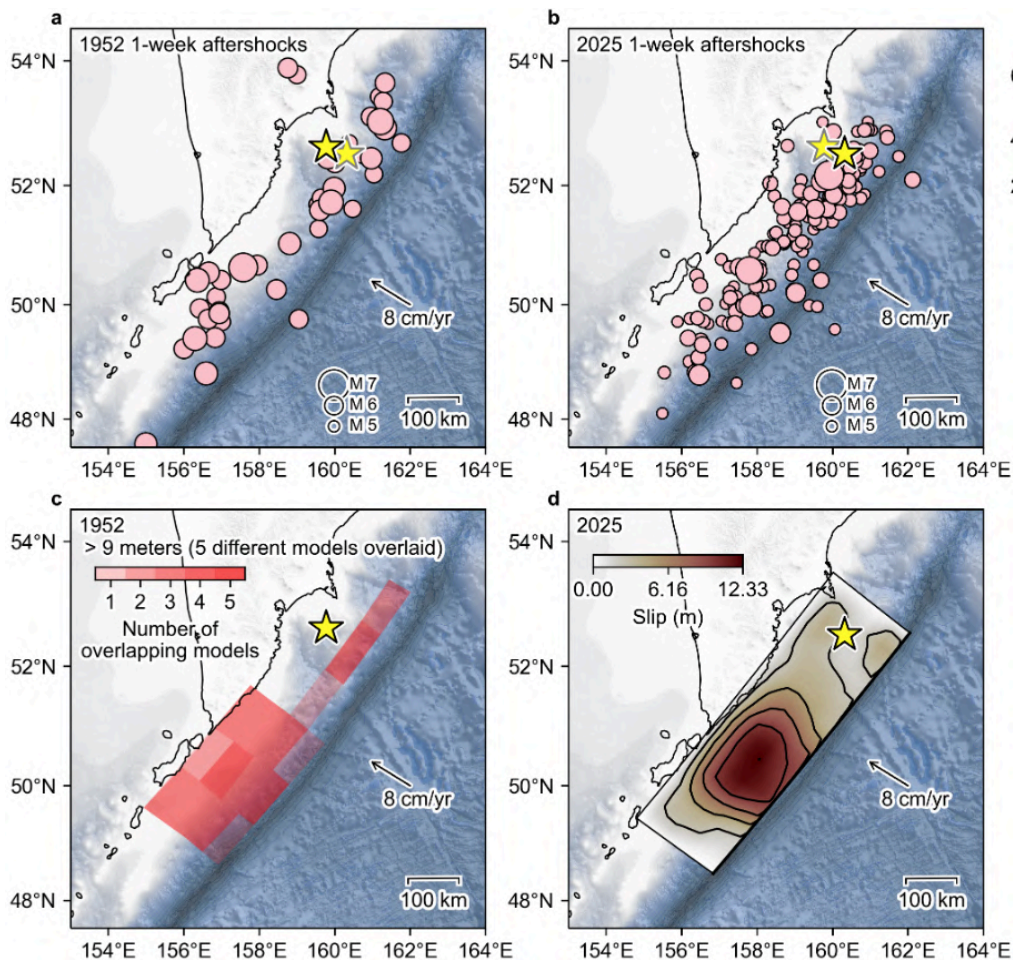 a
1952 1-week aftershocks
54°N
52°N
50°N
48°N
8 cm/yr
M 7
M 6
M 5
100 km
154°E 156°E 158°E 160°E 162°E 164°E
b
2025 1-week aftershocks
54°N
52°N
50°N
48°N
8 cm/yr
M 7
M 6
M 5
100 km
154°E 156°E 158°E 160°E 162°E 164°E
4
2
c
1952
> 9 meters (5 different models overlaid)
1 2 3 4 5
Number of
overlapping models
54°N
52°N
50°N
48°N
8 cm/yr
100 km
154°E 156°E 158°E 160°E 162°E 164°E
d
2025
0.00 6.16 12.33
Slip (m)
54°N
52°N
50°N
48°N
8 cm/yr
100 km
154°E 156°E 158°E 160°E 162°E 164°E